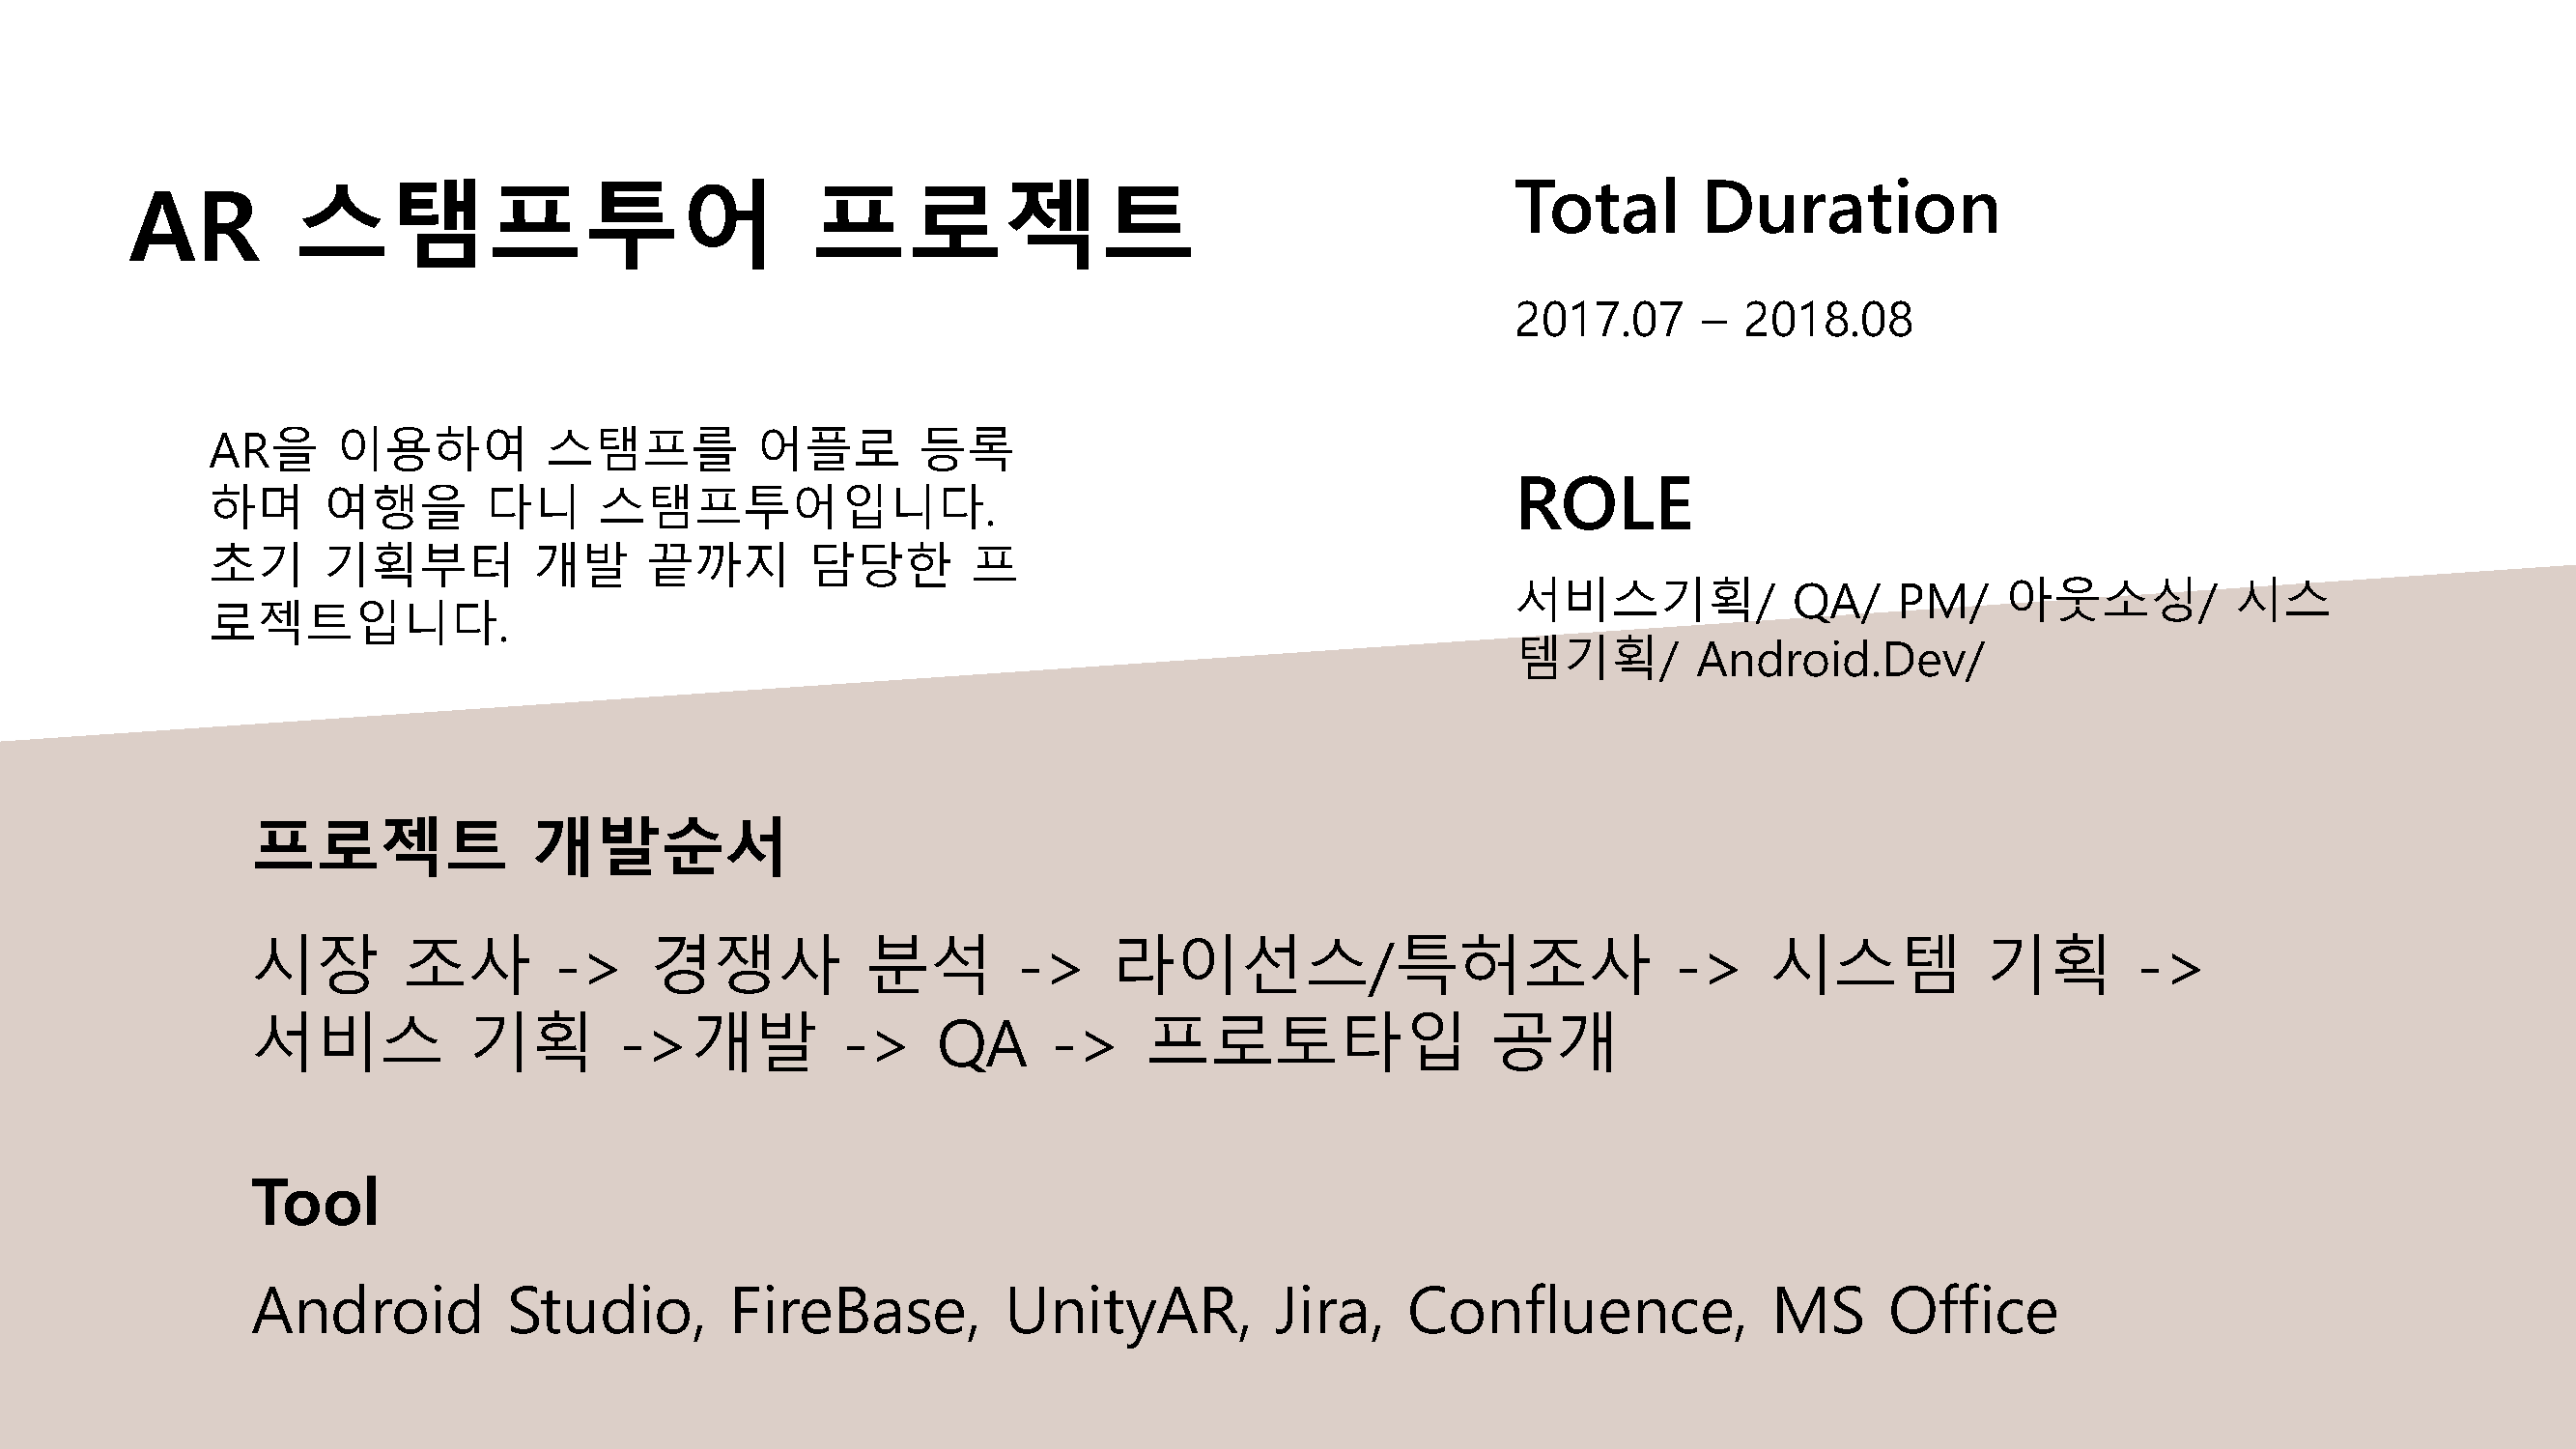 AR 스탬프투어 프로젝트
AR을 이용하여 스탬프를 어플로 등록
하며 여행을 다니 스탬프투어입니다.
초기 기획부터 개발 끝까지 담당한 프
로젝트입니다.
Total Duration
2017.07 – 2018.08
ROLE
서비스기획/ QA/ PM/ 아웃소싱/ 시스
템기획/ Android.Dev/
프로젝트 개발순서
시장 조사 -> 경쟁사 분석 -> 라이선스/특허조사 -> 시스템 기획 ->
서비스 기획 ->개발 -> QA -> 프로토타입 공개
Tool
Android Studio, FireBase, UnityAR, Jira, Confluence, MS Office